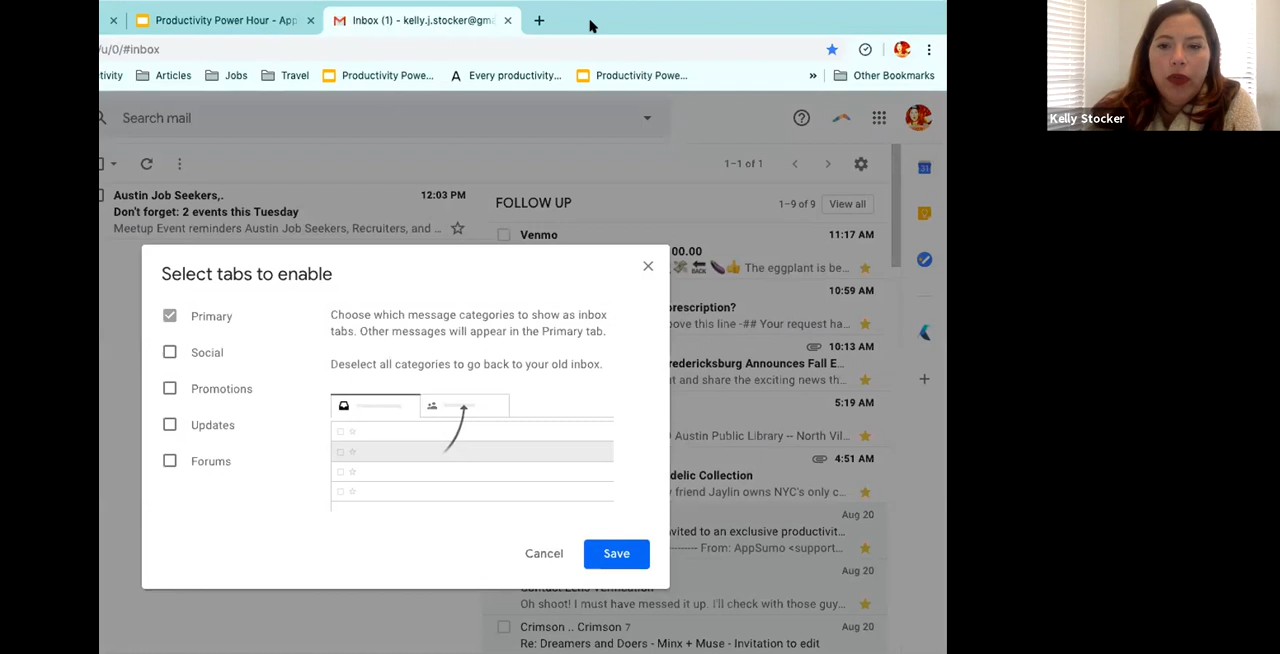 Productivity Power Hour - App
Inbox (1) - kelly.j.stocker@gma
/u/0/#inbox
tivity
Articles
Jobs
Travel
Productivity Powe...
Every productivity...
Productivity Powe...
»
Other Bookmarks
Kelly Stocker
Search mail
1–1 of 1
Austin Job Seekers,.
12:03 PM
Don't forget: 2 events this Tuesday
Meetup Event reminders Austin Job Seekers, Recruiters, and ...
FOLLOW UP
1–9 of 9
View all
Venmo
11:17 AM
00.00
BACK
The eggplant is be...
10:59 AM
rescription?
ove this line -## Your request ha...
10:13 AM
redericksburg Announces Fall E...
ut and share the exciting news th...
5:19 AM
Austin Public Library -- North Vil...
4:51 AM
delic Collection
friend Jaylin owns NYC's only c...
Aug 20
vited to an exclusive productivit...
--------- From: AppSumo <support...
Aug 20
Contact Lens Verification
Oh shoot! I must have messed it up. I'll check with those guy...
Crimson .. Crimson 7
Aug 20
Re: Dreamers and Doers - Minx + Muse - Invitation to edit
Select tabs to enable
Primary
Social
Promotions
Updates
Forums
Choose which message categories to show as inbox
tabs. Other messages will appear in the Primary tab.
Deselect all categories to go back to your old inbox.
Cancel
Save